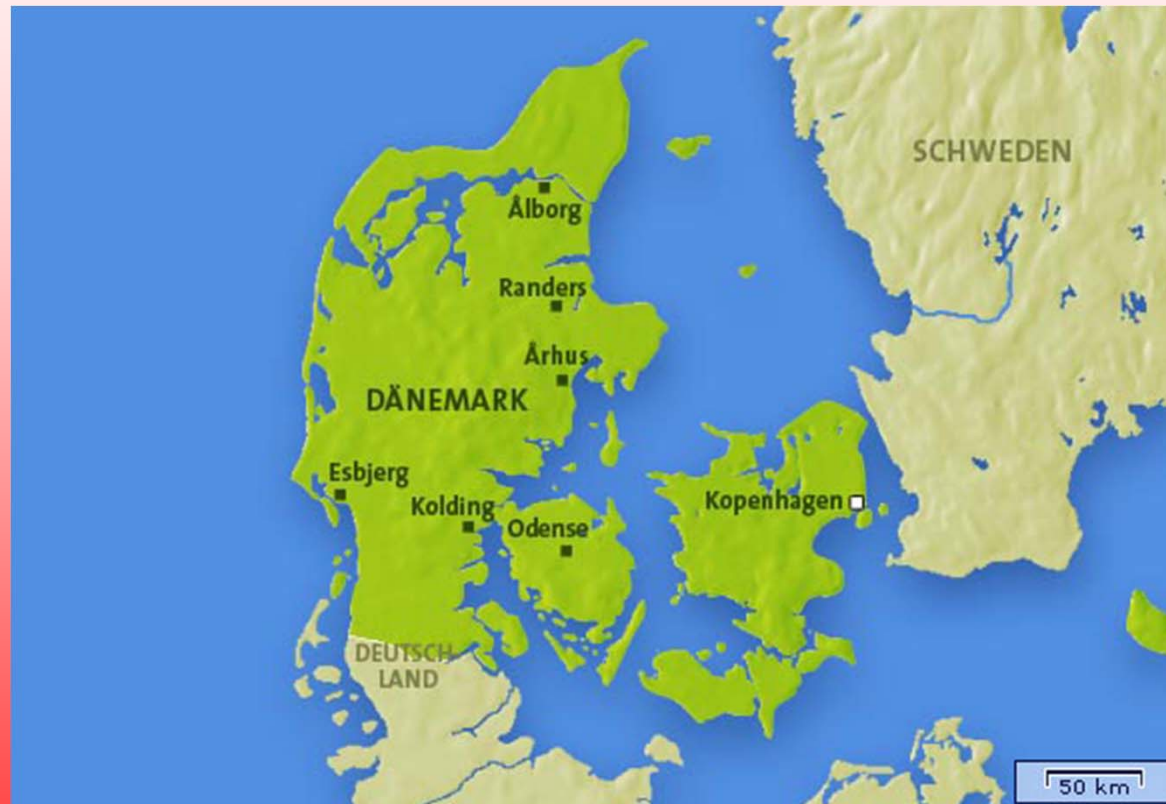 SCHWEDEN
Ålborg
Randers
Århus
DÄNEMARK
Esbjerg
Kolding
Odense
Kopenhagen
DEUTSCH-
LAND
50 km